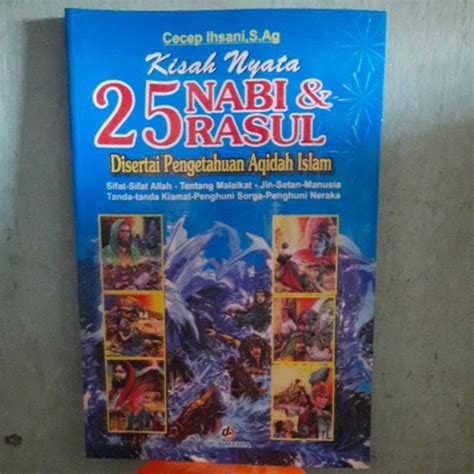 Cecep Ihsani,S.Ag
Kisah Nyata
25 NABI &
RASUL
Disertai Pengetahuan Aqidah Islam
Sifat-Sifat Allah - Tentang Malaikat - Jin-Setan-Manusia
Tanda-tanda Kiamat-Penghuni Sorga-Penghuni Neraka